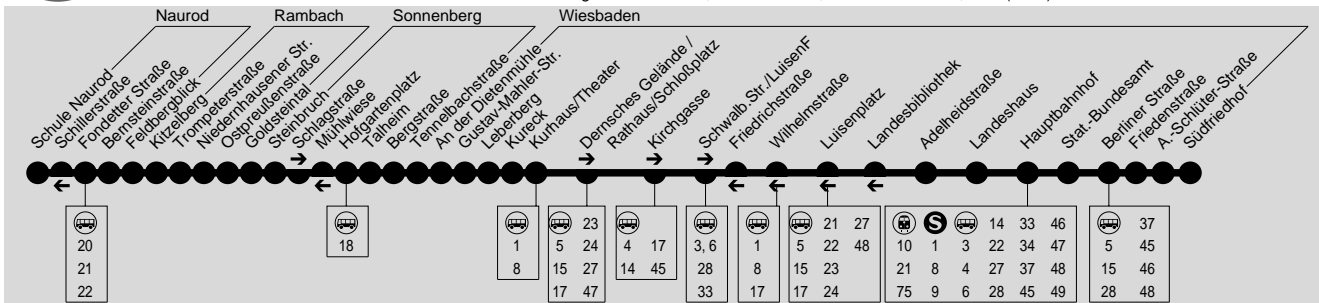 Naurod Rambach Sonnenberg Wiesbaden
Schule Naurod
Schillerstraße
Fondetter Straße
Bernsteinstraße
Feldbergblick
Kitzelberg
Trompeterstraße
Niedernhausener Str.
Ostpreußenstraße
Goldsteintal
Steinbruch
Schlagstraße
Mühlwiese
Hofgartenplatz
Talheim
Bergstraße
Tennelbachstraße
An der Dietenmühle
Gustav-Mahler-Str.
Leberberg
Kureck
Kurhaus/Theater
Dernsches Gelände /
Rathaus/Schloßplatz
Kirchgasse
Schwalb.Str./LuisenF
Friedrichstraße
Wilhelmstraße
Luisenplatz
Landesbibliothek
Adelheidstraße
Landeshaus
Hauptbahnhof
Stat.-Bundesamt
Berliner Straße
Friedenstraße
A.-Schlüter-Straße
Südfriedhof
20
21
22
18
1
8
23
5 24
15 27
17 47
4 17
14 45
3, 6
28
33
1
8
17
21 27
5 22 48
15 23
17 24
S 14 33 46
10 1 3 22 34 47
21 8 4 27 37 48
75 9 6 28 45 49
37
5 45
15 46
28 48